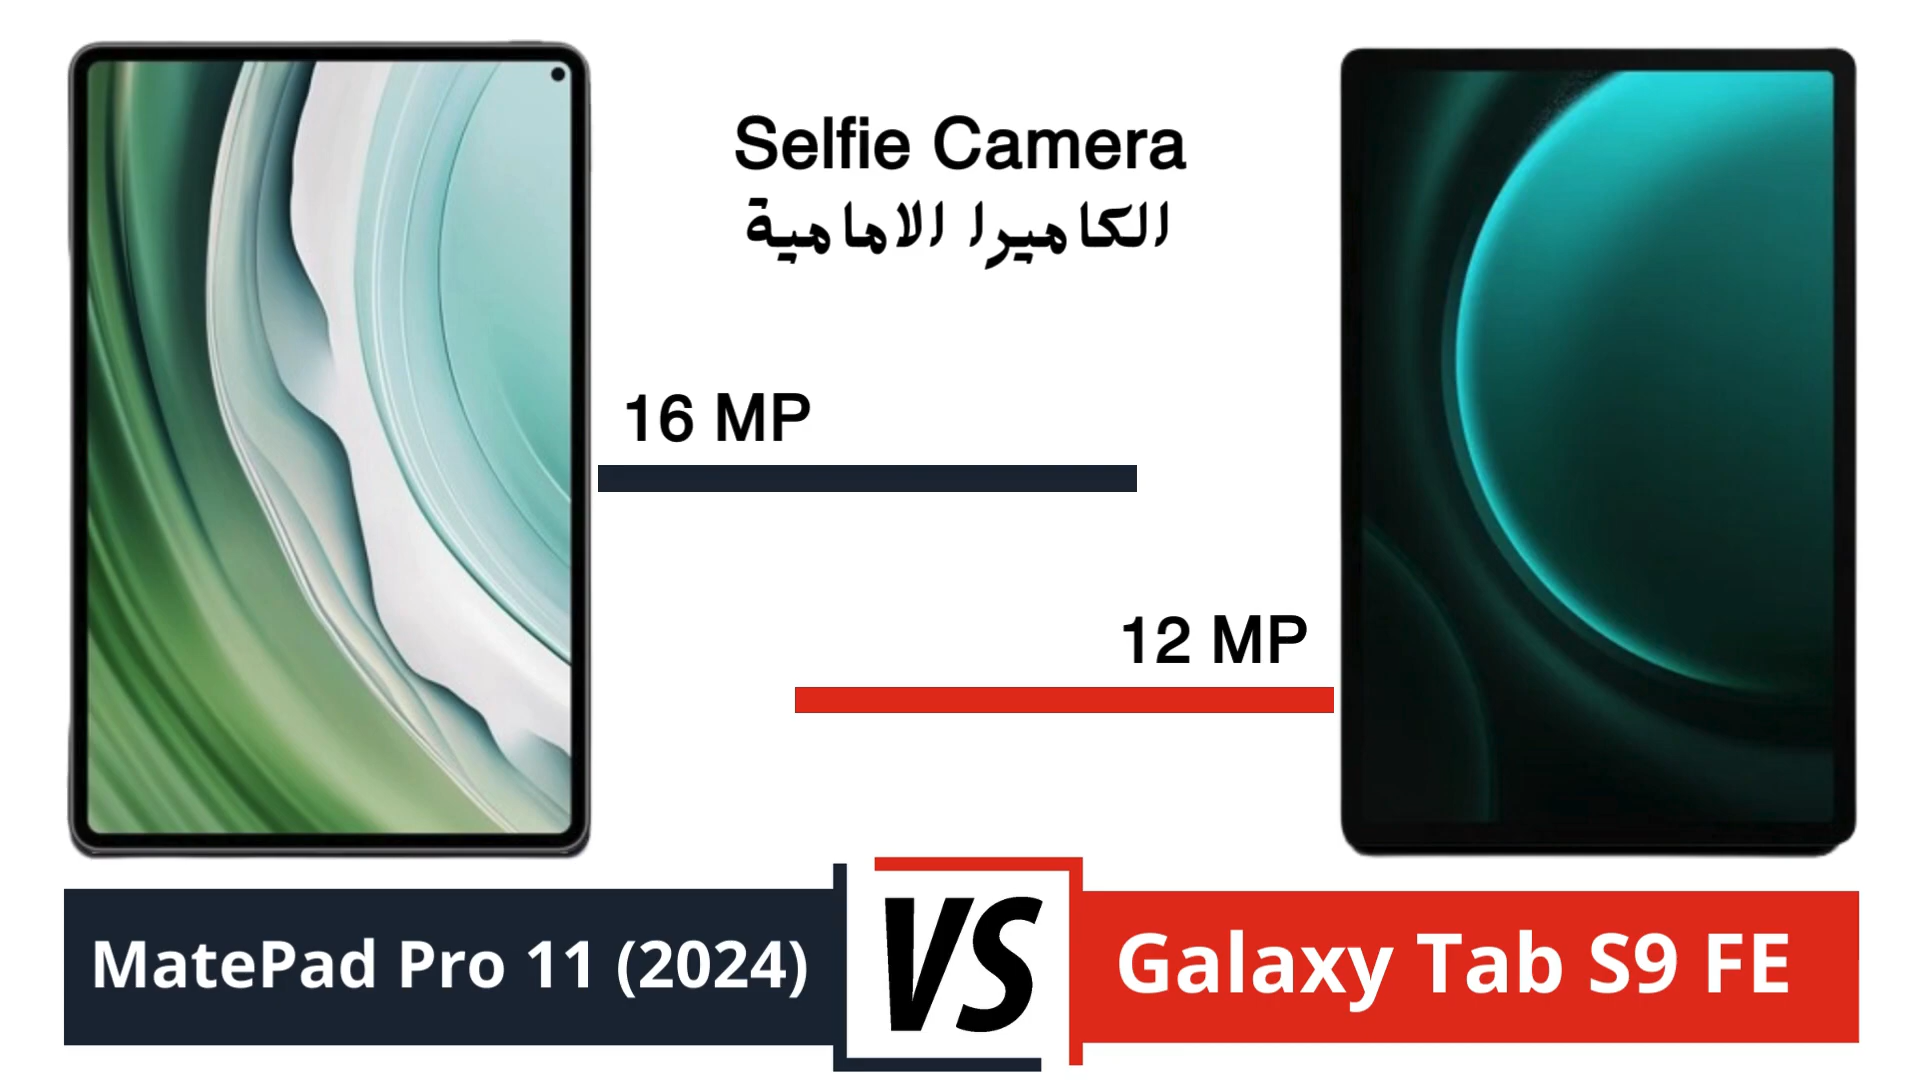 Selfie Camera
الكاميرا الامامية
16 MP
12 MP
MatePad Pro 11 (2024)
VS
Galaxy Tab S9 FE